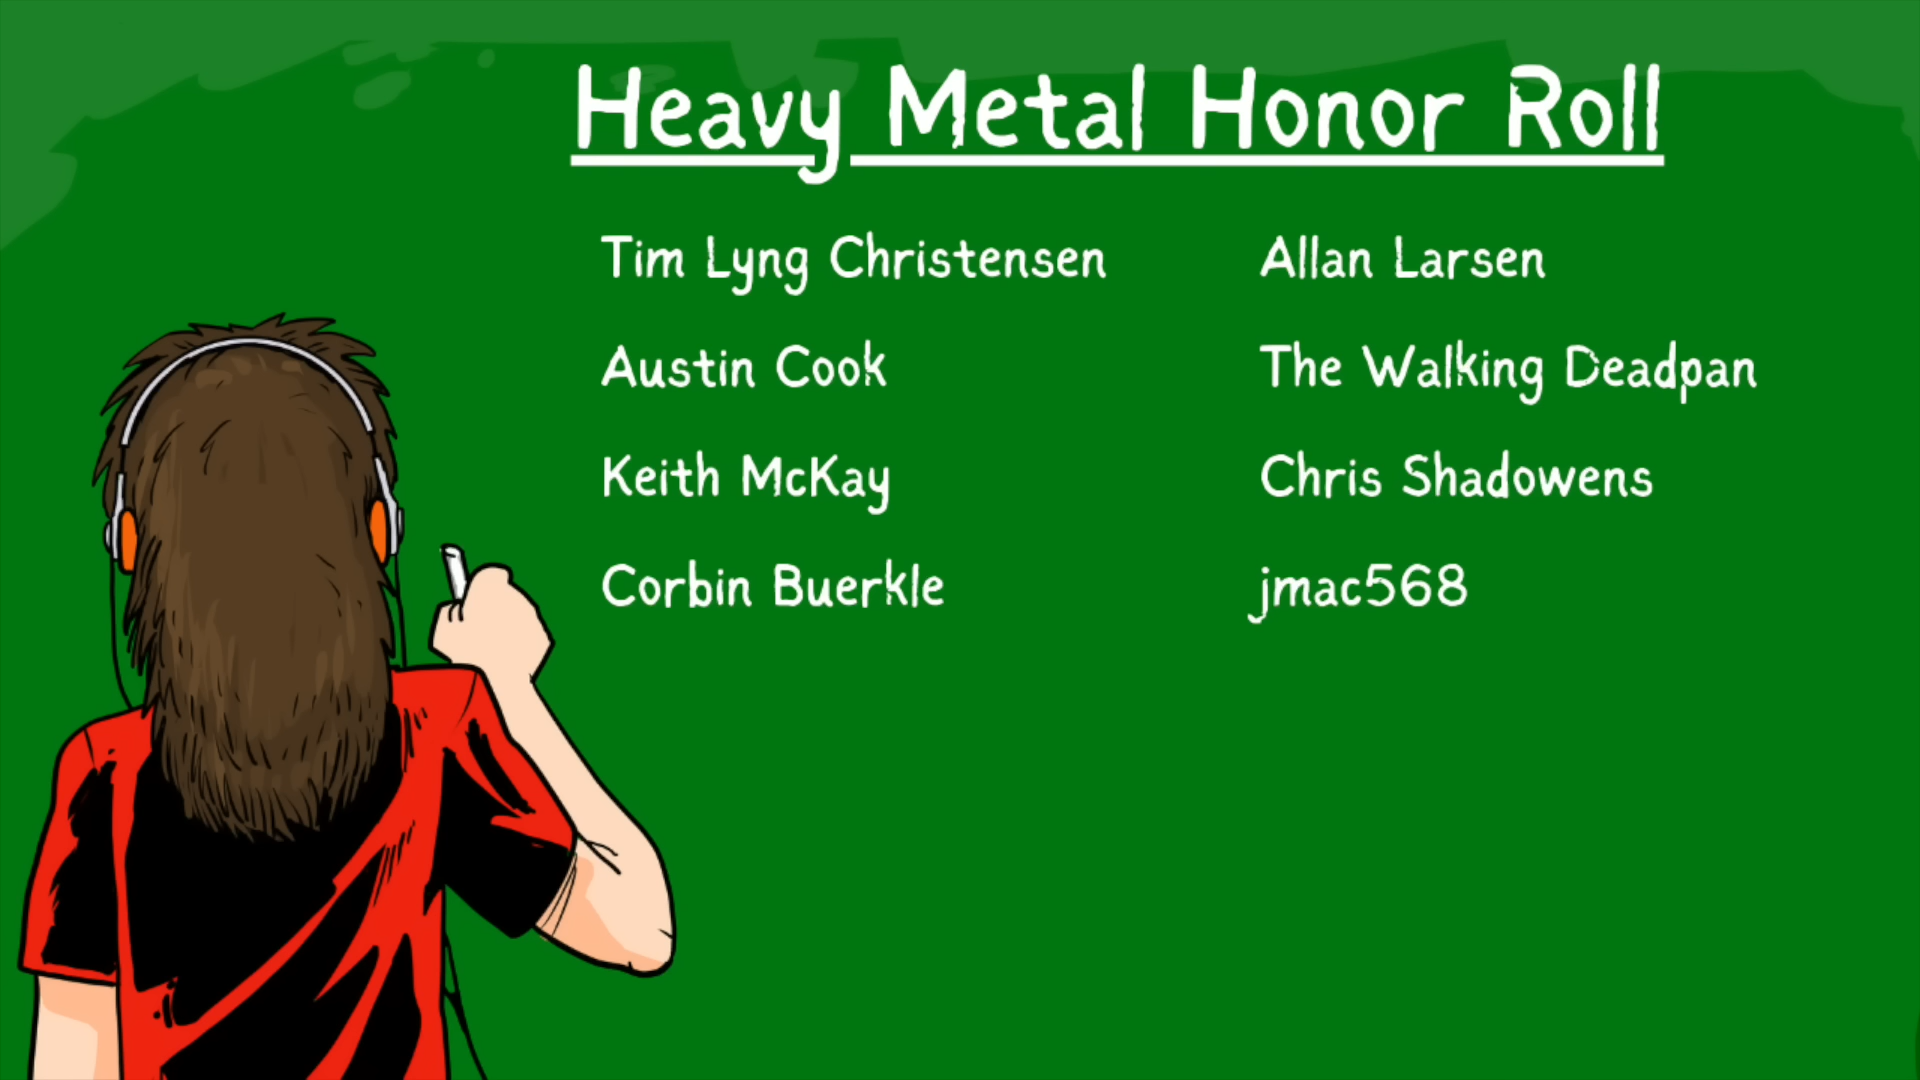 Heavy Metal Honor Roll
Tim Lyng Christensen
Allan Larsen
Austin Cook
The Walking Deadpan
Keith McKay
Chris Shadowens
Corbin Buerkle
jmac568